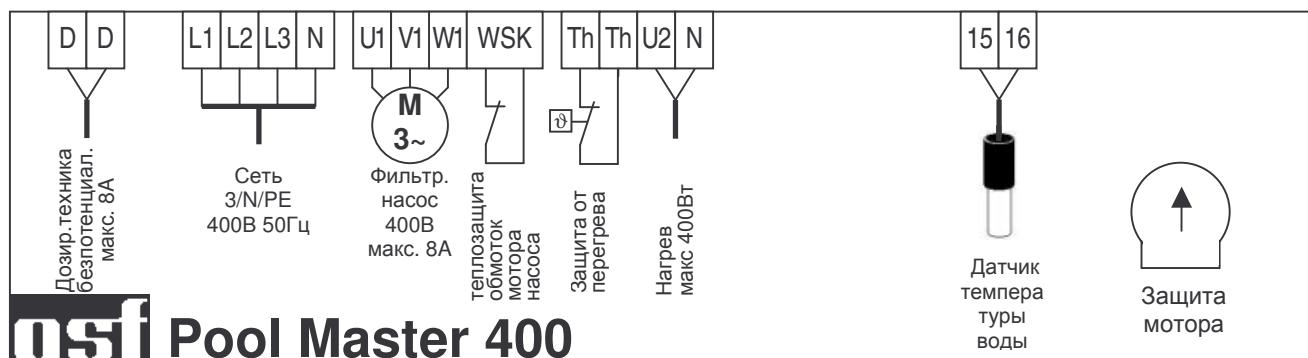 D D L1 L2 L3 N U1 V1 W1 WSK Th Th U2 N 15 16
M
3~
ϑ
Дозир.техника
безпотенциал.
макс. 8А
Сеть
3/N/PE
400В 50Гц
Фильтр.
насос
400В
макс. 8А
теплозащита
обмоток
мотора
насоса
Защита от
перегрева
Нагрев
макс 400Вт
Датчик
темпера
туры
воды
Защита
мотора
osf Pool Master 400